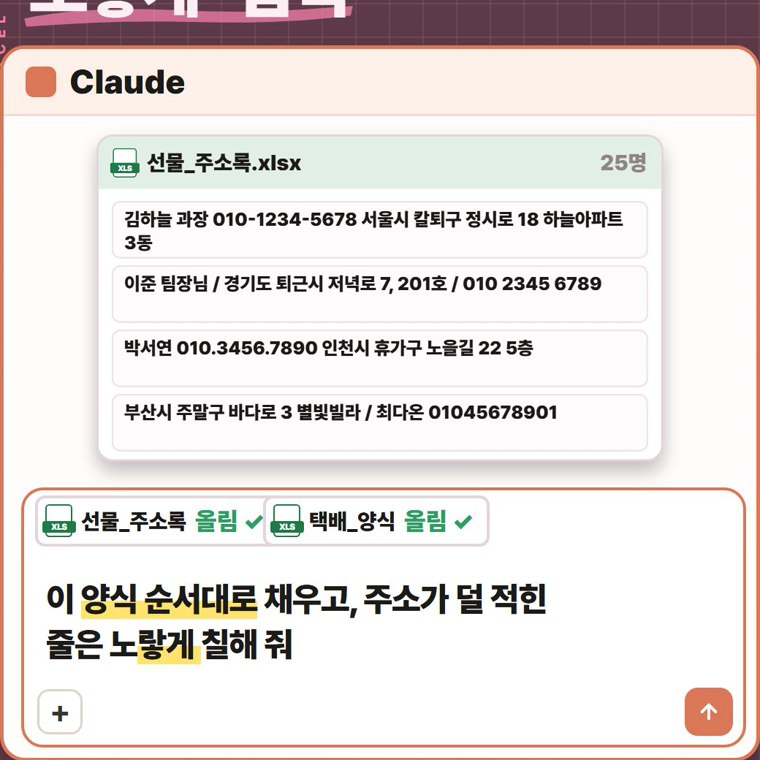 Claude
XLS 선물_주소록.xlsx 25명
김하늘 과장 010-1234-5678 서울시 칼퇴구 정시로 18 하늘아파트
3동
이준 팀장님 / 경기도 퇴근시 저녁로 7, 201호 / 010 2345 6789
박서연 010.3456.7890 인천시 휴가구 노을길 22 5층
부산시 주말구 바다로 3 별빛빌라 / 최다온 01045678901
XLS 선물_주소록 올림 ✓ XLS 택배_양식 올림 ✓
이 양식 순서대로 채우고, 주소가 덜 적힌
줄은 노랗게 칠해 줘
+